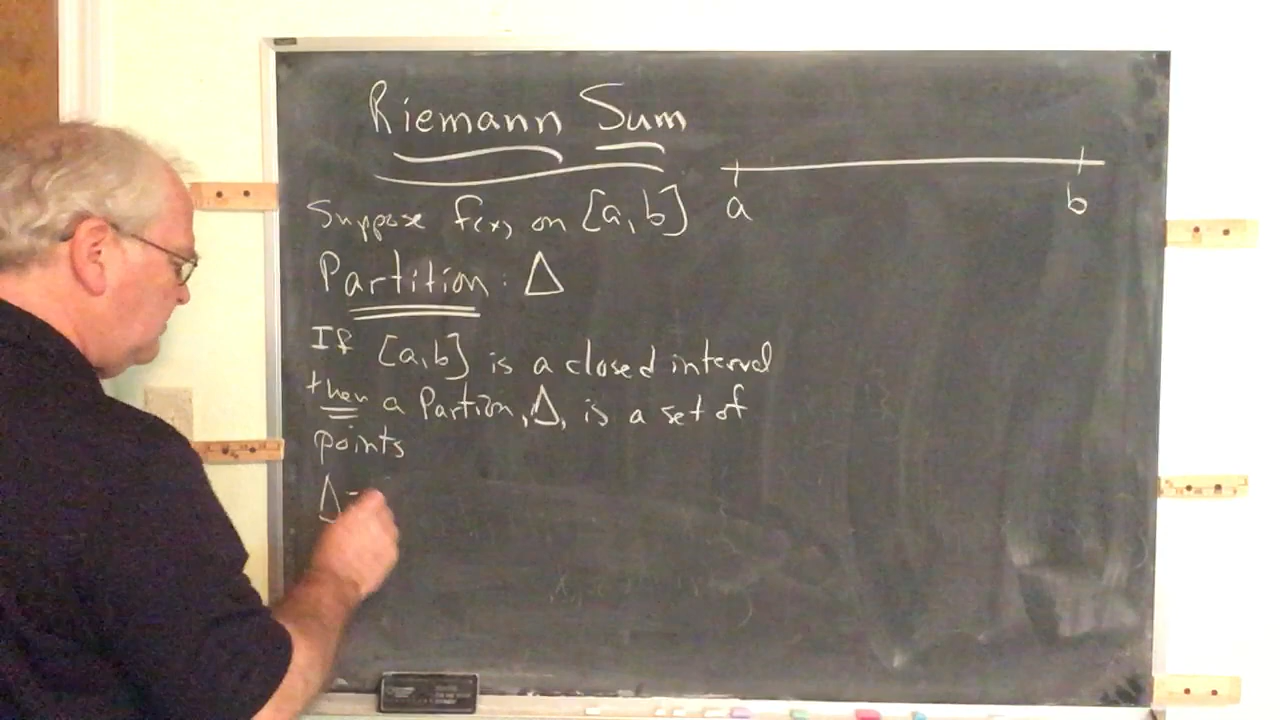 Riemann Sum
Suppose f(x) on [a,b]
a b
Partition : Δ
If [a,b] is a closed interval
then a Partion, Δ, is a set of
points
Δ=